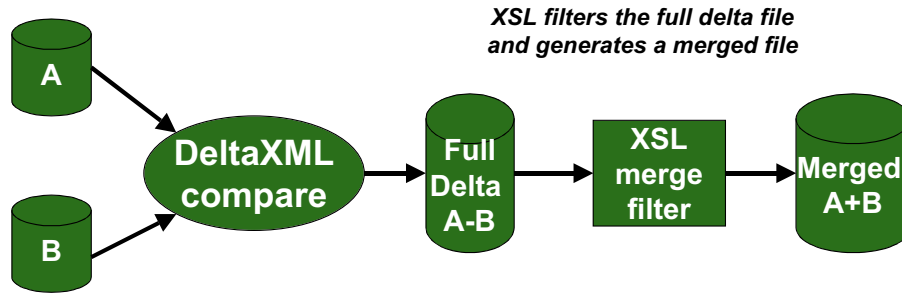 XSL filters the full delta file
and generates a merged file
A
B
DeltaXML
compare
Full
Delta
A-B
XSL
merge
filter
Merged
A+B